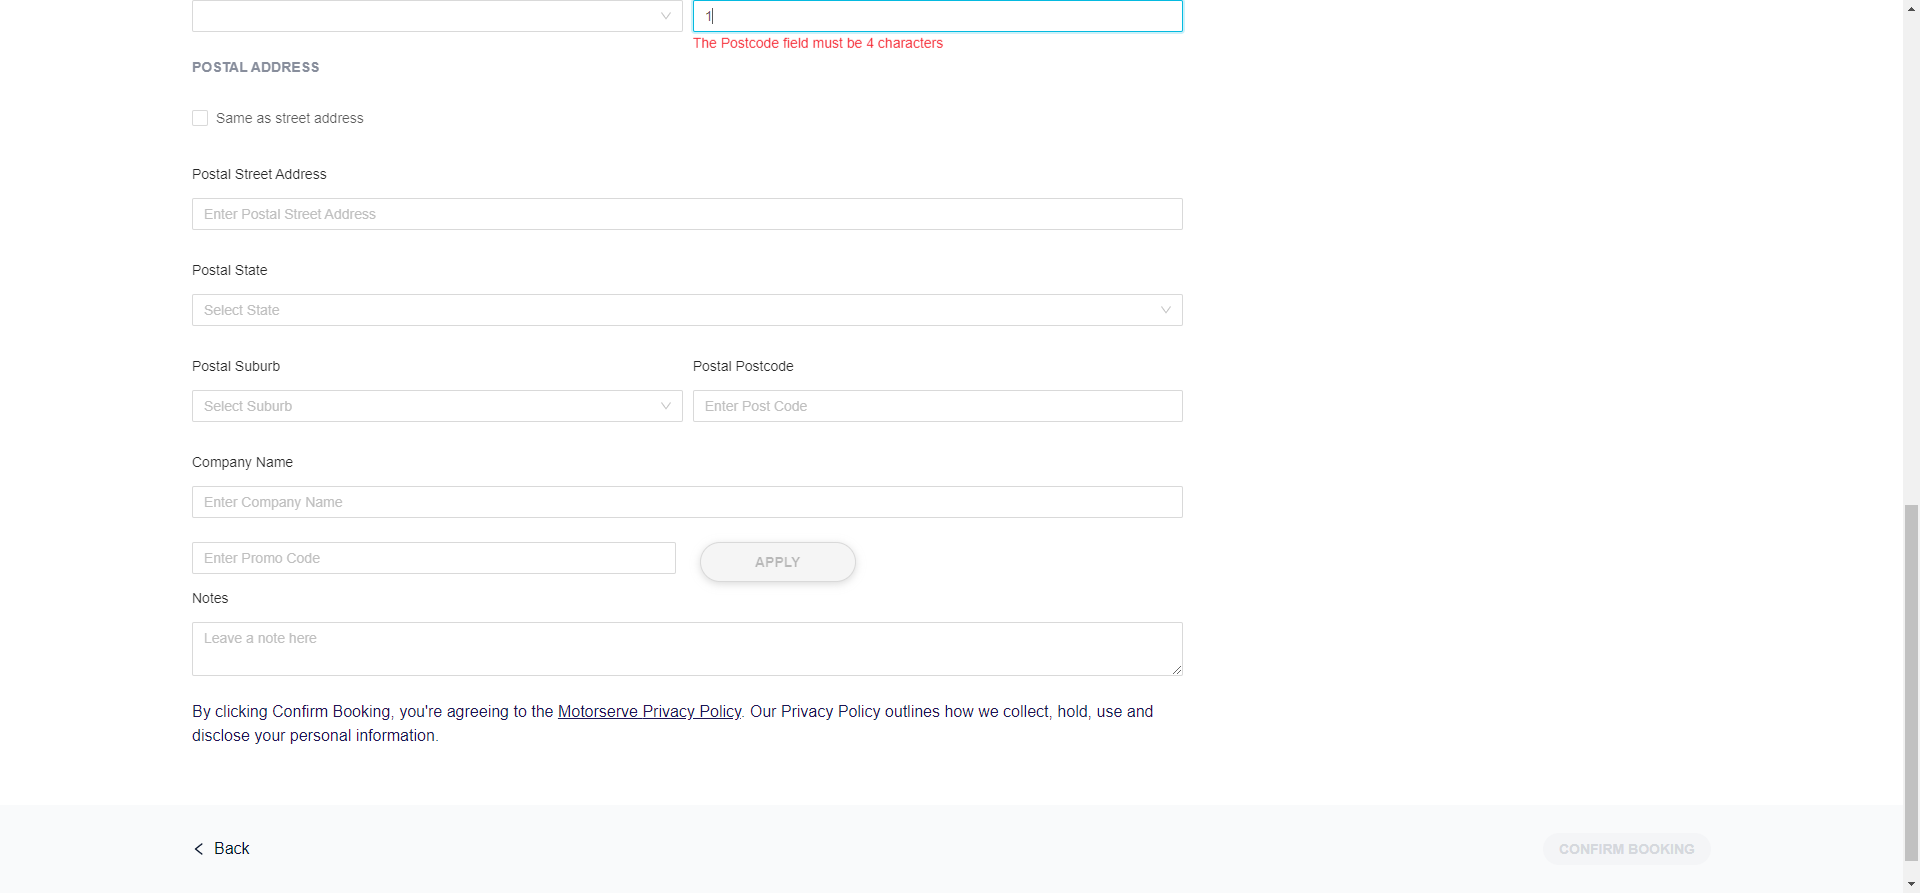 1
The Postcode field must be 4 characters
POSTAL ADDRESS
Same as street address
Postal Street Address
Enter Postal Street Address
Postal State
Select State
Postal Suburb
Postal Postcode
Select Suburb
Enter Post Code
Company Name
Enter Company Name
Enter Promo Code
APPLY
Notes
Leave a note here
By clicking Confirm Booking, you're agreeing to the Motorserve Privacy Policy. Our Privacy Policy outlines how we collect, hold, use and
disclose your personal information.
Back
CONFIRM BOOKING